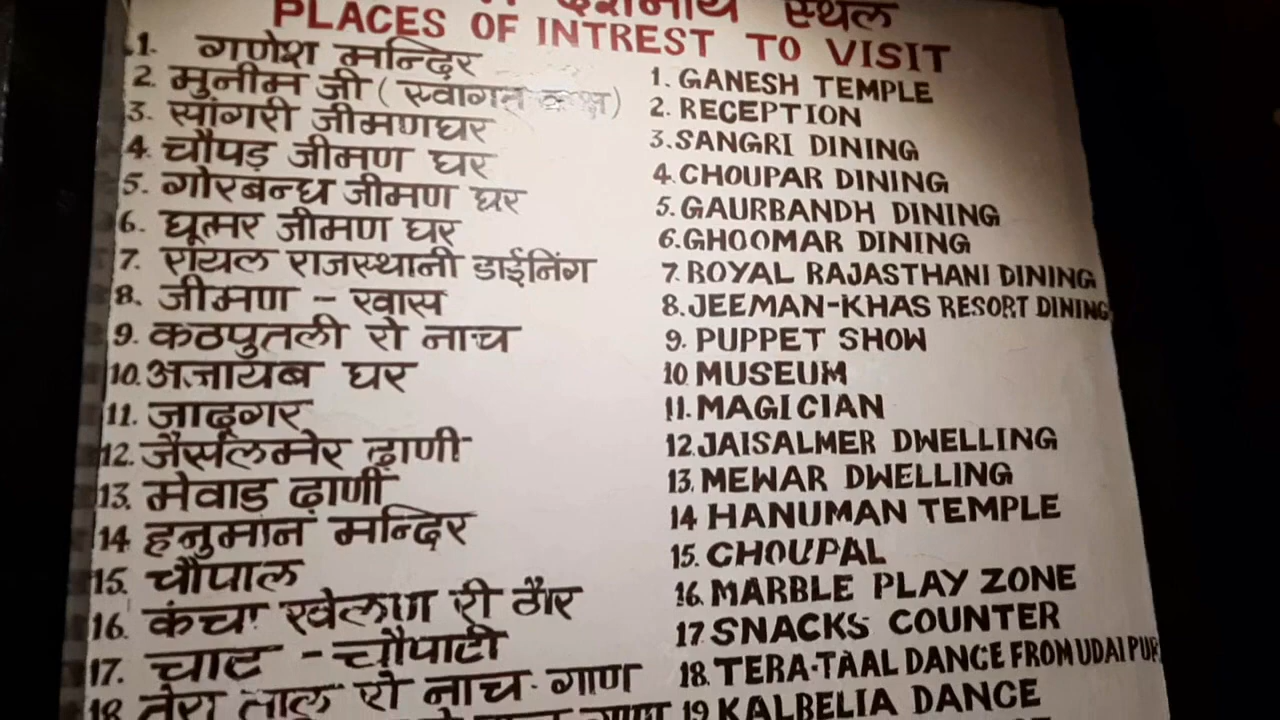 दर्शनीय स्थल
PLACES OF INTREST TO VISIT
1. गणेश मन्दिर
2. मुनीम जी (स्वागत कक्ष)
3. सांगरी जीमणघर
4. चौपड़ जीमण घर
5. गोरबन्ध जीमण घर
6. घूमर जीमण घर
7. रायल राजस्थानी डाईनिंग
8. जीमण - खास
9. कठपुतली रो नाच
10. अजायब घर
11. जादूगर
12. जैसलमेर ढ़ाणी
13. मेवाड ढ़ाणी
14 हनुमान मन्दिर
15. चौपाल
16. कंचा खेलण री ठौर
17. चाट - चौपाटी
18 तेरा ताल रो नाच-गाण
1. GANESH TEMPLE
2. RECEPTION
3. SANGRI DINING
4. CHOUPAR DINING
5. GAURBANDH DINING
6. GHOOMAR DINING
7. ROYAL RAJASTHANI DINING
8. JEEMAN-KHAS RESORT DINING
9. PUPPET SHOW
10 MUSEUM
11. MAGICIAN
12. JAISALMER DWELLING
13. MEWAR DWELLING
14 HANUMAN TEMPLE
15. CHOUPAL
16. MARBLE PLAY ZONE
17 SNACKS COUNTER
18. TERA-TAAL DANCE FROM UDAIPUR
19 KALBELIA DANCE